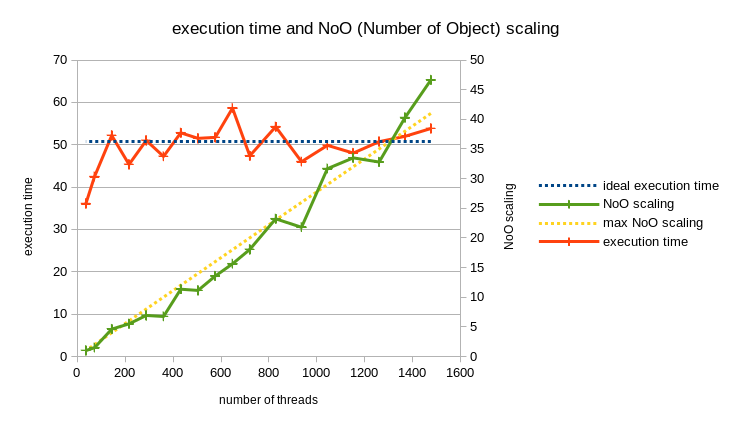 execution time and NoO (Number of Object) scaling
70
60
50
40
30
20
10
0
50
45
40
35
30
25
20
15
10
5
0
0 200 400 600 800 1000 1200 1400 1600
execution time
NoO scaling
number of threads
ideal execution time
NoO scaling
max NoO scaling
execution time